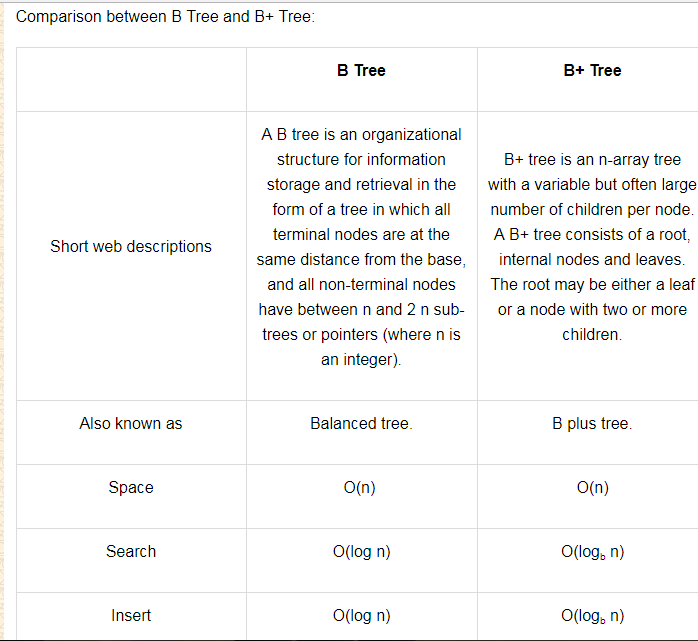 Comparison between B Tree and B+ Tree:
B Tree
B+ Tree
Short web descriptions
A B tree is an organizational
structure for information
storage and retrieval in the
form of a tree in which all
terminal nodes are at the
same distance from the base,
and all non-terminal nodes
have between n and 2 n sub-
trees or pointers (where n is
an integer).
B+ tree is an n-array tree
with a variable but often large
number of children per node.
A B+ tree consists of a root,
internal nodes and leaves.
The root may be either a leaf
or a node with two or more
children.
Also known as
Balanced tree.
B plus tree.
Space
O(n)
O(n)
Search
O(log n)
O(log_b n)
Insert
O(log n)
O(log_b n)